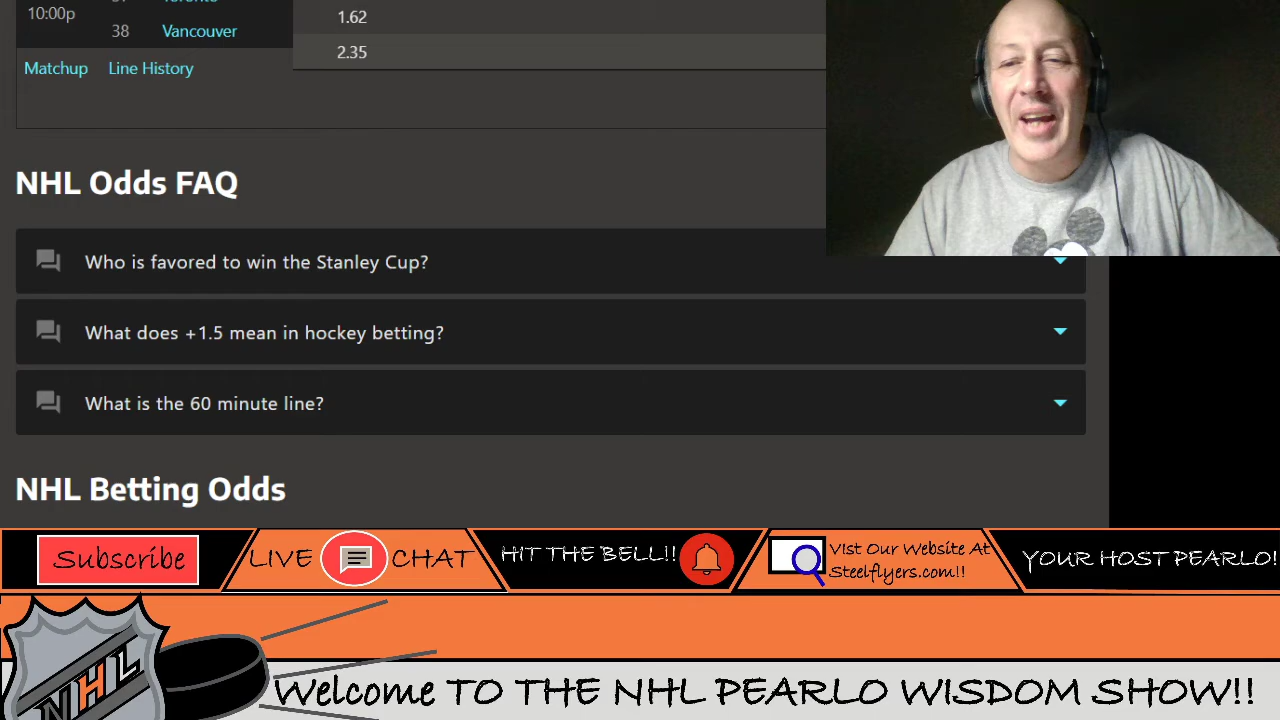 Toronto
10:00p
38 Vancouver
1.62
2.35
Matchup Line History
NHL Odds FAQ
Who is favored to win the Stanley Cup?
What does +1.5 mean in hockey betting?
What is the 60 minute line?
NHL Betting Odds
Subscribe
LIVE CHAT
HIT THE BELL!!
VIst Our Website At
Steelflyers.com!!
YOUR HOST PEARLO!
NHL
Welcome TO THE NHL PEARLO WISDOM SHOW!!